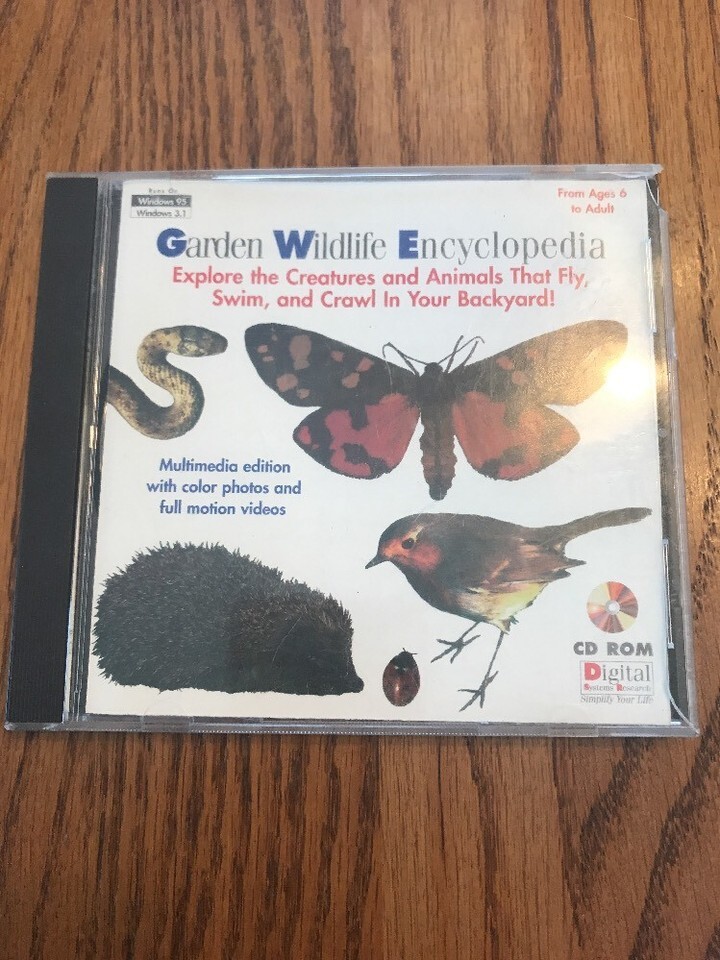 Runs On
Windows 95
Windows 3.1
From Ages 6
to Adult
Garden Wildlife Encyclopedia
Explore the Creatures and Animals That Fly,
Swim, and Crawl In Your Backyard!
Multimedia edition
with color photos and
full motion videos
CD ROM
Digital
Systems Research
Simplify Your Life